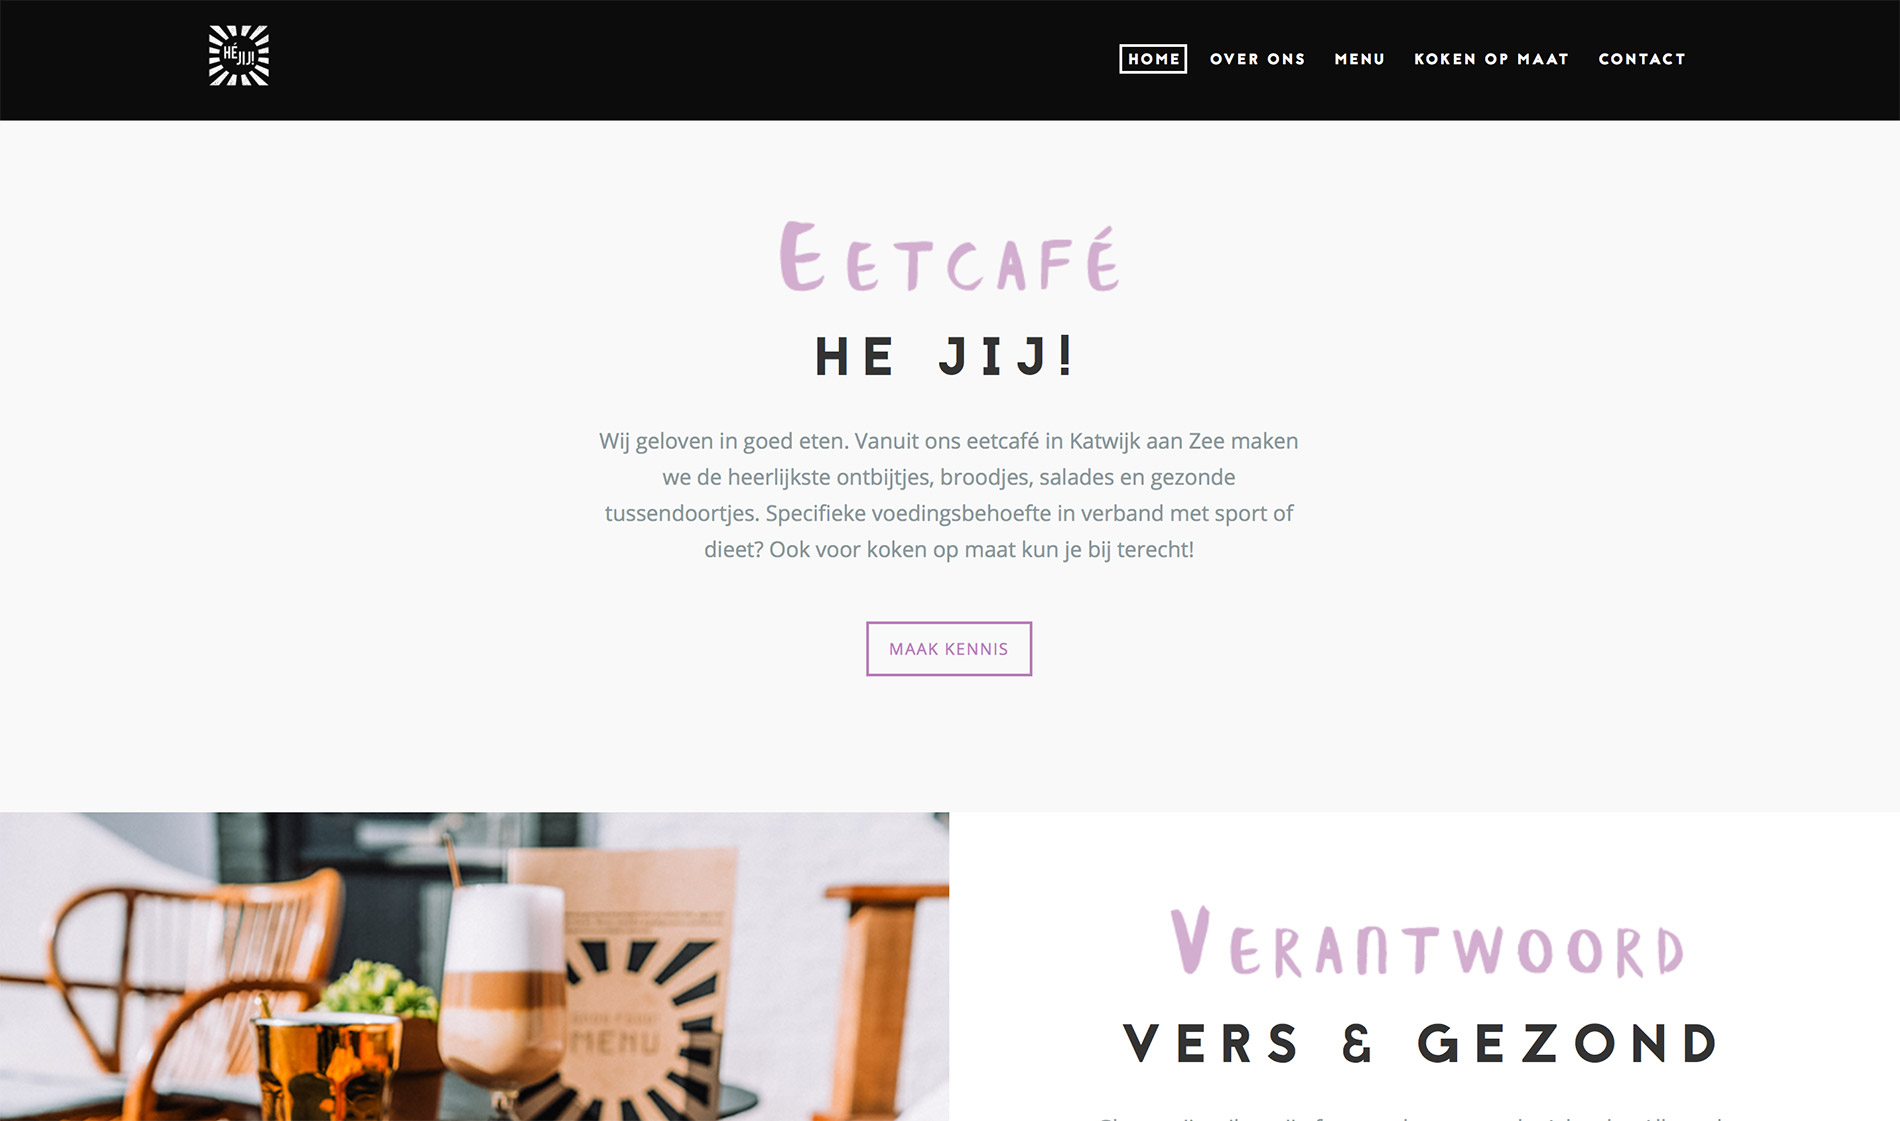 HÉ
JIJ!
HOME OVER ONS MENU KOKEN OP MAAT CONTACT
EETCAFÉ
HE JIJ!
Wij geloven in goed eten. Vanuit ons eetcafé in Katwijk aan Zee maken
we de heerlijkste ontbijtjes, broodjes, salades en gezonde
tussendoortjes. Specifieke voedingsbehoefte in verband met sport of
dieet? Ook voor koken op maat kun je bij terecht!
MAAK KENNIS
MENU
VERANTWOORD
VERS & GEZOND